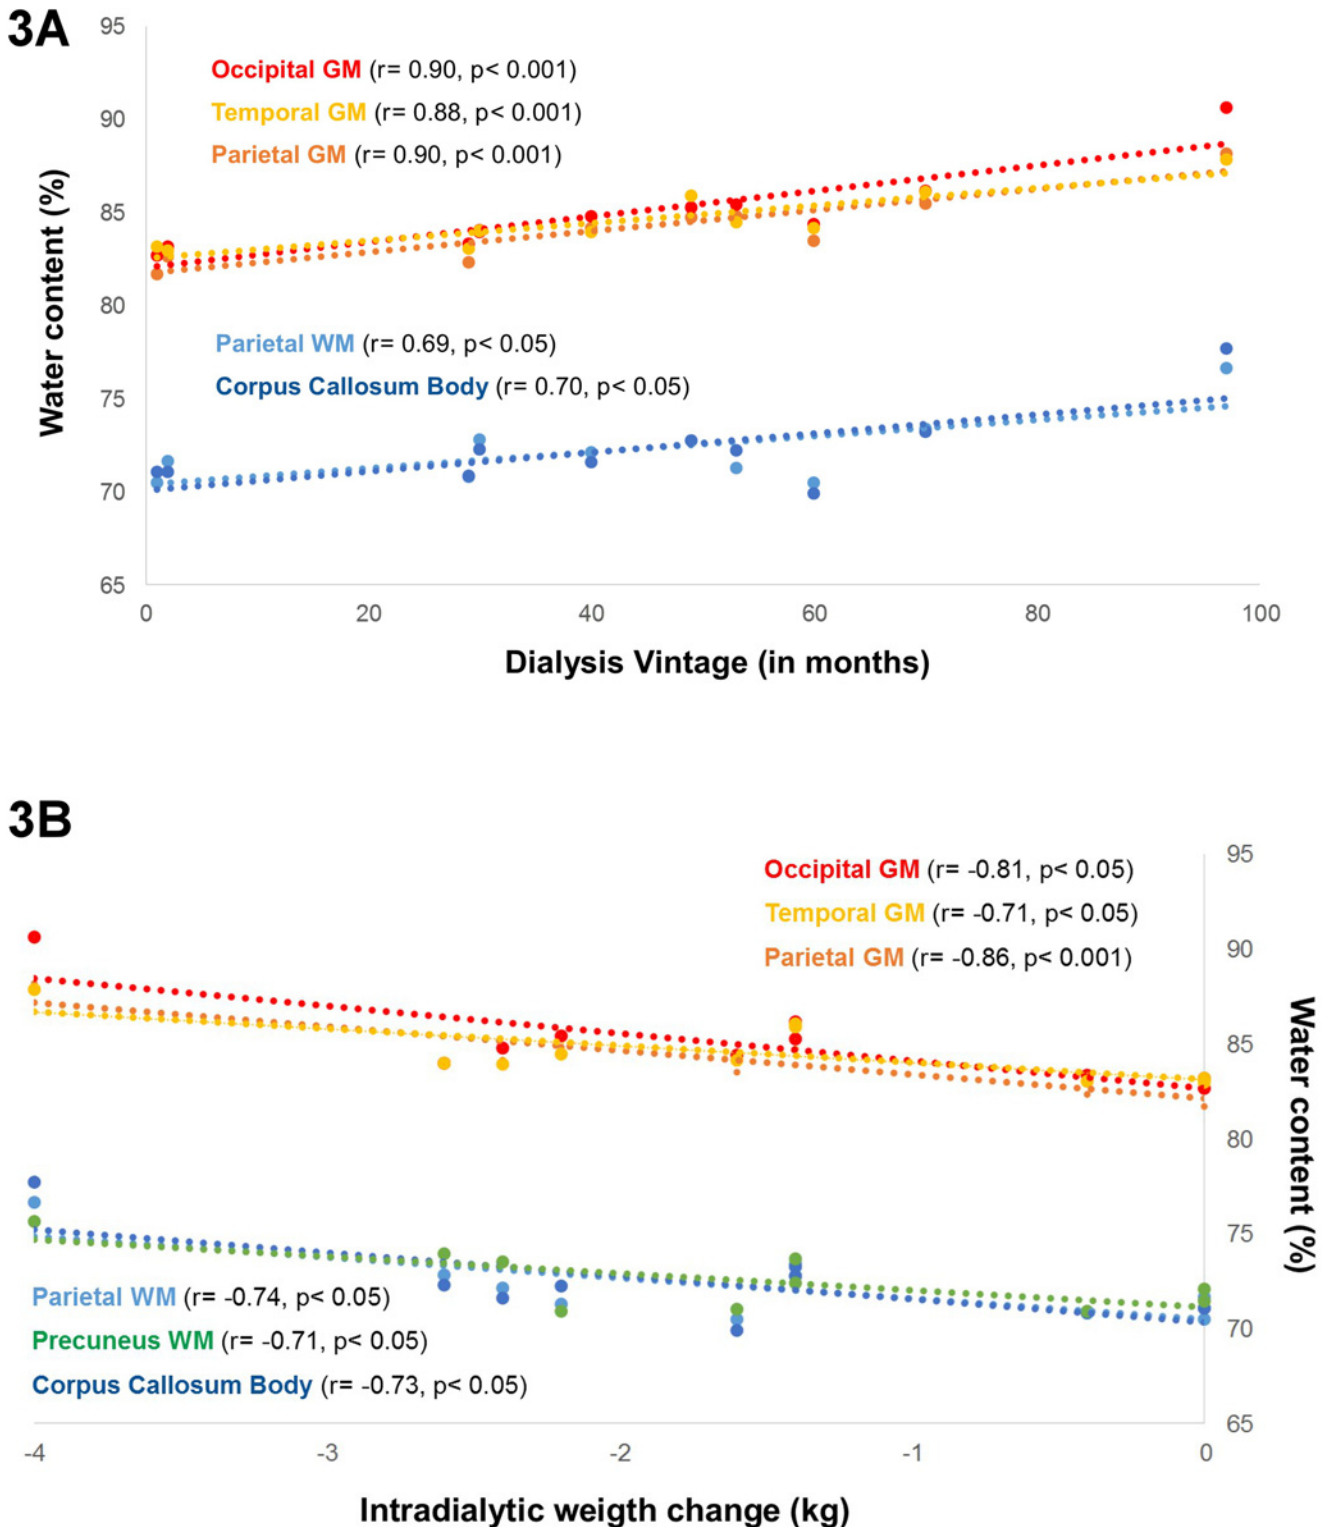 3A
95
90
85
80
75
70
65
Water content (%)
Occipital GM (r= 0.90, p< 0.001)
Temporal GM (r= 0.88, p< 0.001)
Parietal GM (r= 0.90, p< 0.001)
Parietal WM (r= 0.69, p< 0.05)
Corpus Callosum Body (r= 0.70, p< 0.05)
0 20 40 60 80 100
Dialysis Vintage (in months)
3B
Occipital GM (r= -0.81, p< 0.05)
Temporal GM (r= -0.71, p< 0.05)
Parietal GM (r= -0.86, p< 0.001)
95
90
85
80
75
70
65
Water content (%)
Parietal WM (r= -0.74, p< 0.05)
Precuneus WM (r= -0.71, p< 0.05)
Corpus Callosum Body (r= -0.73, p< 0.05)
-4 -3 -2 -1 0
Intradialytic weigth change (kg)